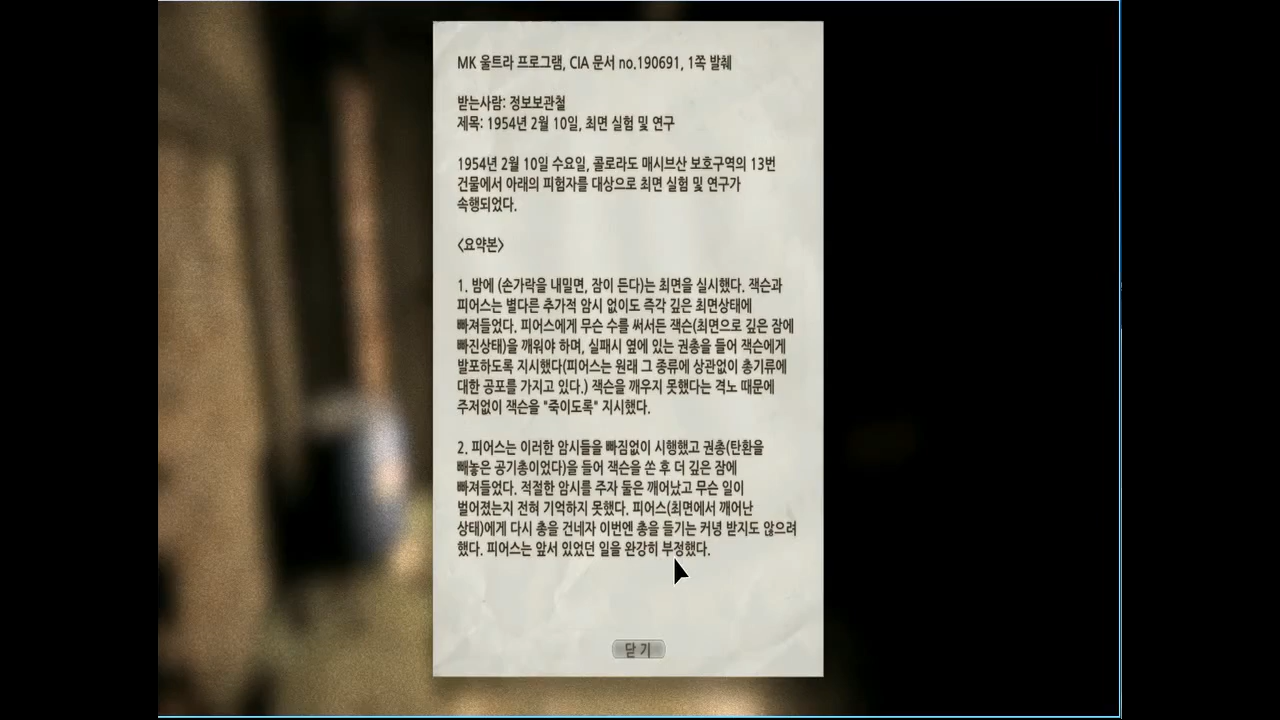 MK 울트라 프로그램, CIA 문서 no.190691, 1쪽 발췌
받는사람: 정보보관철
제목: 1954년 2월 10일, 최면 실험 및 연구
1954년 2월 10일 수요일, 콜로라도 매시브산 보호구역의 13번
건물에서 아래의 피험자를 대상으로 최면 실험 및 연구가
속행되었다.
<요약본>
1. 밤에 (손가락을 내밀면, 잠이 든다)는 최면을 실시했다. 잭슨과
피어스는 별다른 추가적 암시 없이도 즉각 깊은 최면상태에
빠져들었다. 피어스에게 무슨 수를 써서든 잭슨(최면으로 깊은 잠에
빠진상태)을 깨워야 하며, 실패시 옆에 있는 권총을 들어 잭슨에게
발포하도록 지시했다(피어스는 원래 그 종류에 상관없이 총기류에
대한 공포를 가지고 있다.) 잭슨을 깨우지 못했다는 격노 때문에
주저없이 잭슨을 "죽이도록" 지시했다.
2. 피어스는 이러한 암시들을 빠짐없이 시행했고 권총(탄환을
빼놓은 공기총이었다)을 들어 잭슨을 쏜 후 더 깊은 잠에
빠져들었다. 적절한 암시를 주자 둘은 깨어났고 무슨 일이
벌어졌는지 전혀 기억하지 못했다. 피어스(최면에서 깨어난
상태)에게 다시 총을 건네자 이번엔 총을 들기는 커녕 받지도 않으려
했다. 피어스는 앞서 있었던 일을 완강히 부정했다.
닫기